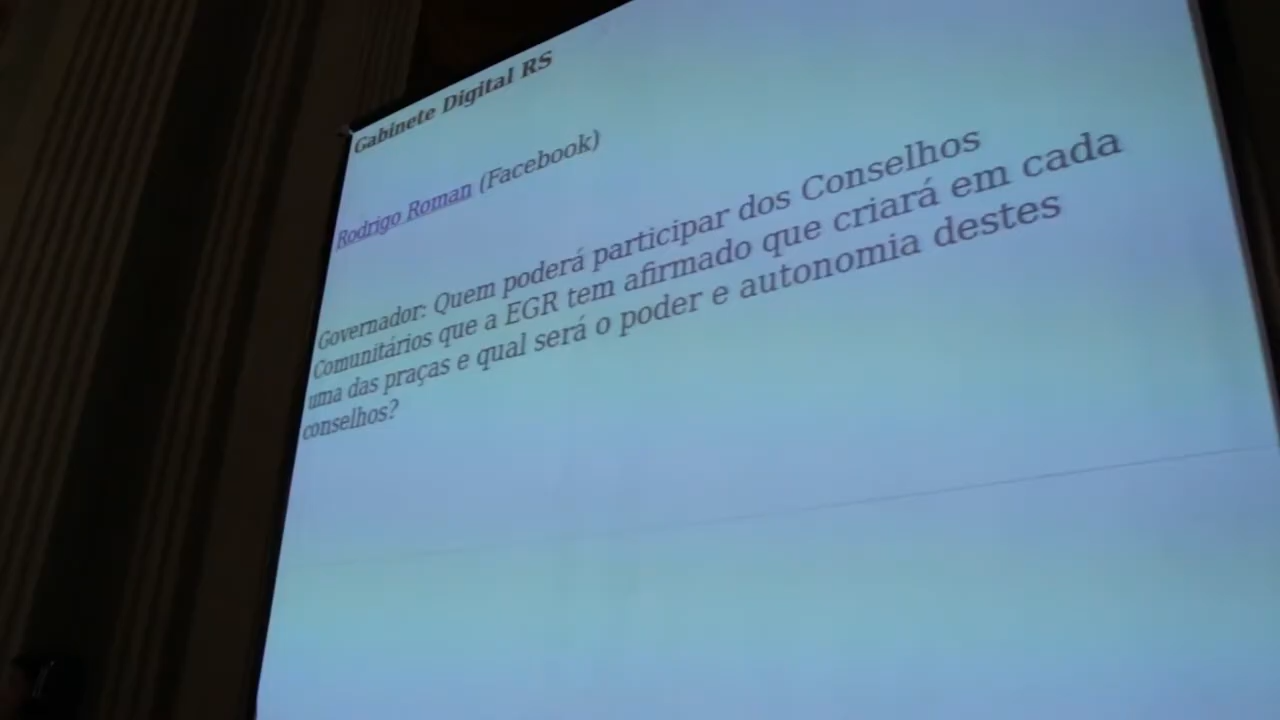 Gabinete Digital RS
Rodrigo Roman (Facebook)
Governador: Quem poderá participar dos Conselhos
Comunitários que a EGR tem afirmado que criará em cada
uma das praças e qual será o poder e autonomia destes
conselhos?